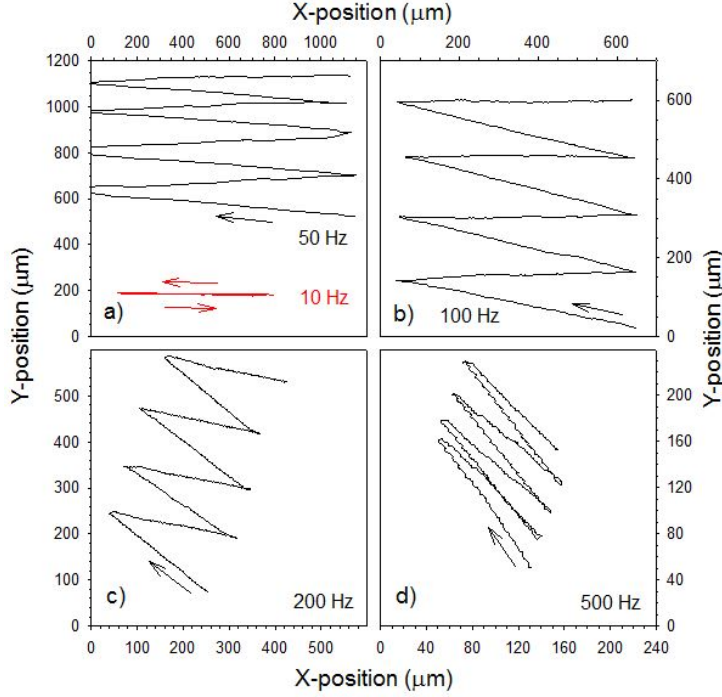 X-position (μm)
0 200 400 600 800 1000
0 200 400 600
1200
1000
800
600
400
200
0
Y-position (μm)
50 Hz
10 Hz
a)
600
400
200
0
Y-position (μm)
b)
100 Hz
500
400
300
200
100
0
c)
200 Hz
200
160
120
80
40
0
d)
500 Hz
0 100 200 300 400 500
0 40 80 120 160 200 240
X-position (μm)